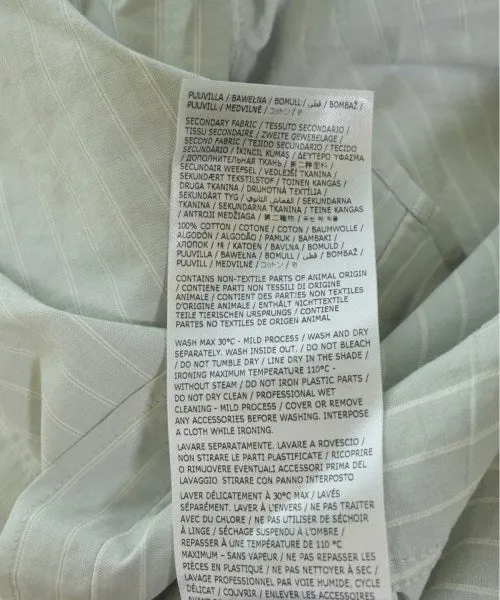 PUUVILLA / BAWEŁNA / BOMULL / قطن / BOMBAŽ /
PUUVILL / MEDVILNĖ / コットン / 면
SECONDARY FABRIC / TESSUTO SECONDARIO /
TISSU SECONDAIRE / ZWEITE GEWEBELAGE /
SECOND FABRIC / TEJIDO SECUNDARIO / TECIDO
SECUNDÁRIO / İKİNCİL KUMAŞ / ΔΕΥΤΕΡΟ ΥΦΑΣΜΑ
/ ДОПОЛНИТЕЛЬНАЯ ТКАНЬ / 第二种面料 /
SECUNDAIR WEEFSEL / VEDLEJŠÍ TKANINA /
SEKUNDÆRT TEKSTILSTOF / TOINEN KANGAS /
DRUGA TKANINA / DRUHOTNÁ TEXTÍLIA /
SEKUNDÄRT TYG / القماش الثانوي / SEKUNDARNA
TKANINA / SEKUNDARNA TKANINA / TEINE KANGAS
/ ANTROJI MEDŽIAGA / 第二種物 /
100% COTTON / COTONE / COTON / BAUMWOLLE /
ALGODÓN / ALGODÃO / PAMUK / ΒΑΜΒΑΚΙ /
ХЛОПОК / 棉 / KATOEN / BAVLNA / BOMULD /
PUUVILLA / BAWEŁNA / BOMULL / قطن / BOMBAŽ /
PUUVILL / MEDVILNĖ / コットン / 면
CONTAINS NON-TEXTILE PARTS OF ANIMAL ORIGIN
/ CONTIENE PARTI NON TESSILI DI ORIGINE
ANIMALE / CONTIENT DES PARTIES NON TEXTILES
D'ORIGINE ANIMALE / ENTHÄLT NICHTTEXTILE
TEILE TIERISCHEN URSPRUNGS / CONTIENE
PARTES NO TEXTILES DE ORIGEN ANIMAL
WASH MAX 30°C - MILD PROCESS / WASH AND DRY
SEPARATELY. WASH INSIDE OUT. / DO NOT BLEACH
/ DO NOT TUMBLE DRY / LINE DRY IN THE SHADE /
IRONING MAXIMUM TEMPERATURE 110°C -
WITHOUT STEAM / DO NOT IRON PLASTIC PARTS /
DO NOT DRY CLEAN / PROFESSIONAL WET
CLEANING - MILD PROCESS / COVER OR REMOVE
ANY ACCESSORIES BEFORE WASHING. INTERPOSE
A CLOTH WHILE IRONING.
LAVARE SEPARATAMENTE. LAVARE A ROVESCIO /
NON STIRARE LE PARTI PLASTIFICATE / RICOPRIRE
O RIMUOVERE EVENTUALI ACCESSORI PRIMA DEL
LAVAGGIO. STIRARE CON PANNO INTERPOSTO
LAVER DÉLICATEMENT À 30°C MAX / LAVÉS
SÉPARÉMENT. LAVER À L'ENVERS / NE PAS TRAITER
AVEC DU CHLORE / NE PAS UTILISER DE SÉCHOIR
À LINGE / SÉCHAGE SUSPENDU À L'OMBRE /
REPASSER À UNE TEMPÉRATURE DE 110 °C
MAXIMUM – SANS VAPEUR / NE PAS REPASSER LES
PIÈCES EN PLASTIQUE / NE PAS NETTOYER À SEC /
LAVAGE PROFESSIONNEL PAR VOIE HUMIDE, CYCLE
DÉLICAT / COUVRIR / ENLEVER LES ACCESSOIRES